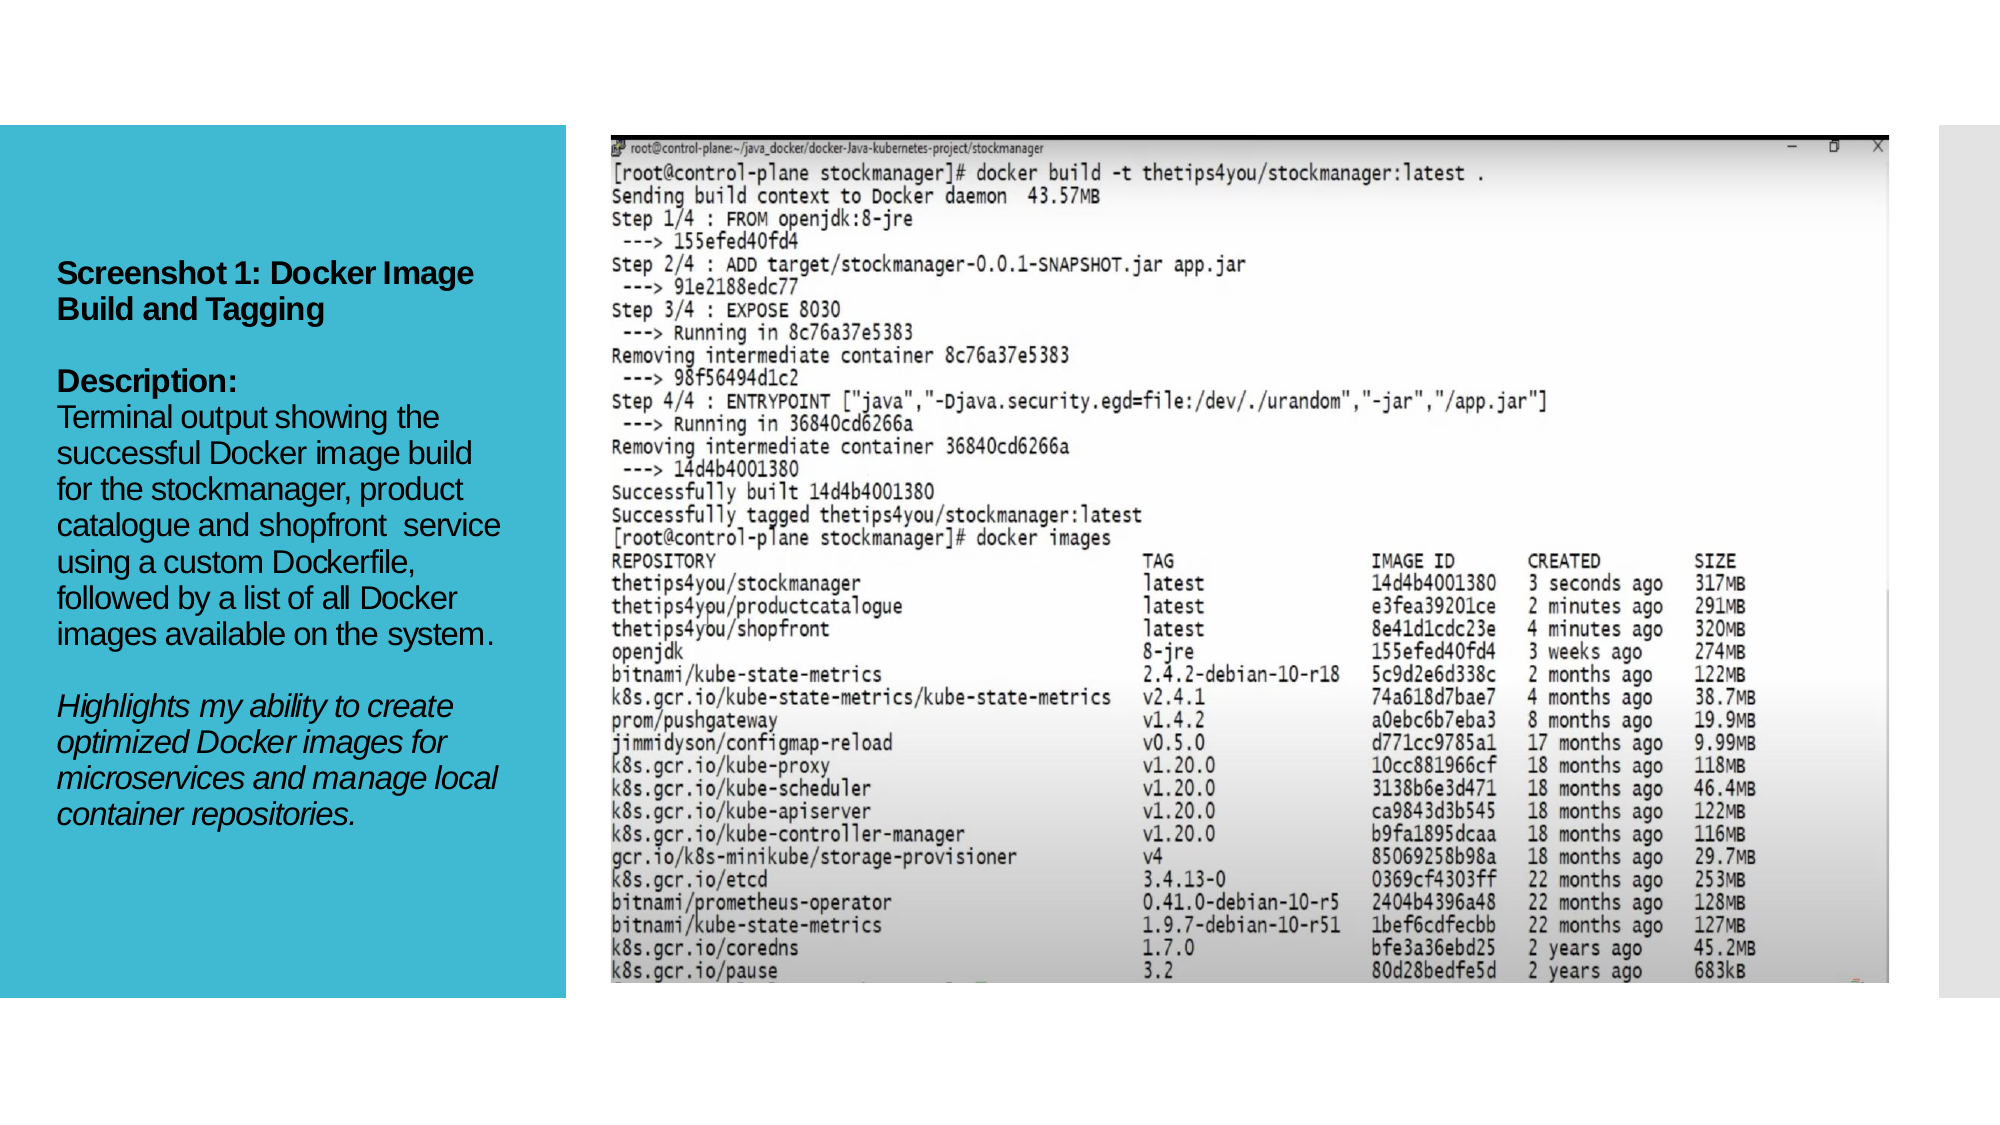 Screenshot 1: Docker Image
Build and Tagging
Description:
Terminal output showing the
successful Docker image build
for the stockmanager, product
catalogue and shopfront  service
using a custom Dockerfile,
followed by a list of all Docker
images available on the system.
Highlights my ability to create
optimized Docker images for
microservices and manage local
container repositories.
root@control-plane:~/java_docker/docker-Java-kubernetes-project/stockmanager
[root@control-plane stockmanager]# docker build -t thetips4you/stockmanager:latest .
Sending build context to Docker daemon  43.57MB
Step 1/4 : FROM openjdk:8-jre
 ---> 155efed40fd4
Step 2/4 : ADD target/stockmanager-0.0.1-SNAPSHOT.jar app.jar
 ---> 91e2188edc77
Step 3/4 : EXPOSE 8030
 ---> Running in 8c76a37e5383
Removing intermediate container 8c76a37e5383
 ---> 98f56494d1c2
Step 4/4 : ENTRYPOINT ["java","-Djava.security.egd=file:/dev/./urandom","-jar","/app.jar"]
 ---> Running in 36840cd6266a
Removing intermediate container 36840cd6266a
 ---> 14d4b4001380
Successfully built 14d4b4001380
Successfully tagged thetips4you/stockmanager:latest
[root@control-plane stockmanager]# docker images
REPOSITORY TAG IMAGE ID CREATED SIZE
thetips4you/stockmanager latest 14d4b4001380 3 seconds ago 317MB
thetips4you/productcatalogue latest e3fea39201ce 2 minutes ago 291MB
thetips4you/shopfront latest 8e41d1cdc23e 4 minutes ago 320MB
openjdk 8-jre 155efed40fd4 3 weeks ago 274MB
bitnami/kube-state-metrics 2.4.2-debian-10-r18 5c9d2e6d338c 2 months ago 122MB
k8s.gcr.io/kube-state-metrics/kube-state-metrics v2.4.1 74a618d7bae7 4 months ago 38.7MB
prom/pushgateway v1.4.2 a0ebc6b7eba3 8 months ago 19.9MB
jimmidyson/configmap-reload v0.5.0 d771cc9785a1 17 months ago 9.99MB
k8s.gcr.io/kube-proxy v1.20.0 10cc881966cf 18 months ago 118MB
k8s.gcr.io/kube-scheduler v1.20.0 3138b6e3d471 18 months ago 46.4MB
k8s.gcr.io/kube-apiserver v1.20.0 ca9843d3b545 18 months ago 122MB
k8s.gcr.io/kube-controller-manager v1.20.0 b9fa1895dcaa 18 months ago 116MB
gcr.io/k8s-minikube/storage-provisioner v4 85069258b98a 18 months ago 29.7MB
k8s.gcr.io/etcd 3.4.13-0 0369cf4303ff 22 months ago 253MB
bitnami/prometheus-operator 0.41.0-debian-10-r5 2404b4396a48 22 months ago 128MB
bitnami/kube-state-metrics 1.9.7-debian-10-r51 1bef6cdfecbb 22 months ago 127MB
k8s.gcr.io/coredns 1.7.0 bfe3a36ebd25 2 years ago 45.2MB
k8s.gcr.io/pause 3.2 80d28bedfe5d 2 years ago 683kB